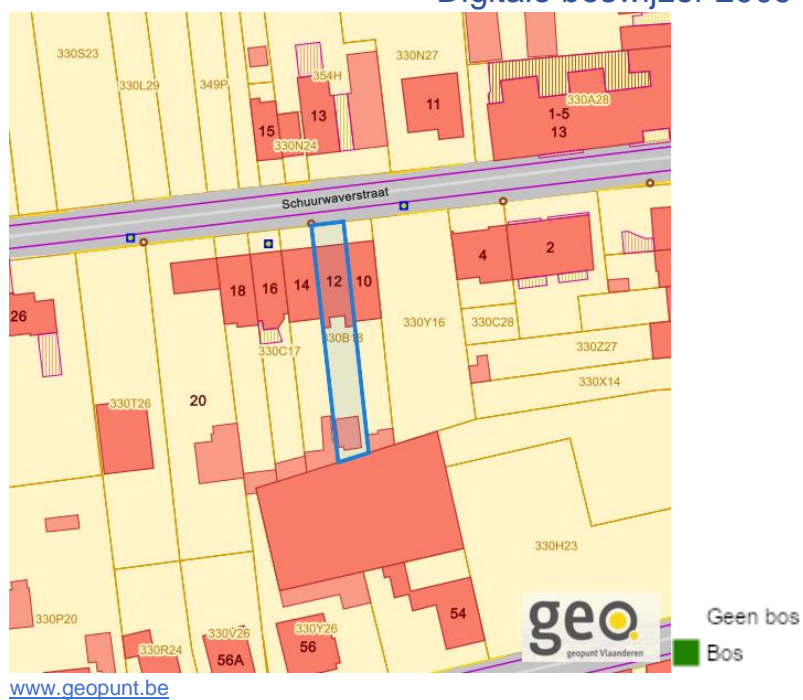 330S23
330L29
349P
354H
330N27
330A28
15
13
11
1-5
13
330N24
Schuurwaverstraat
18
16
14
12
10
4
2
26
330C17
330B18
330Y16
330C28
330Z27
330X14
330T26
20
330H23
330P20
330R24
330V26
330Y26
56A
56
54
geo
geopunt Vlaanderen
Geen bos
Bos
www.geopunt.be